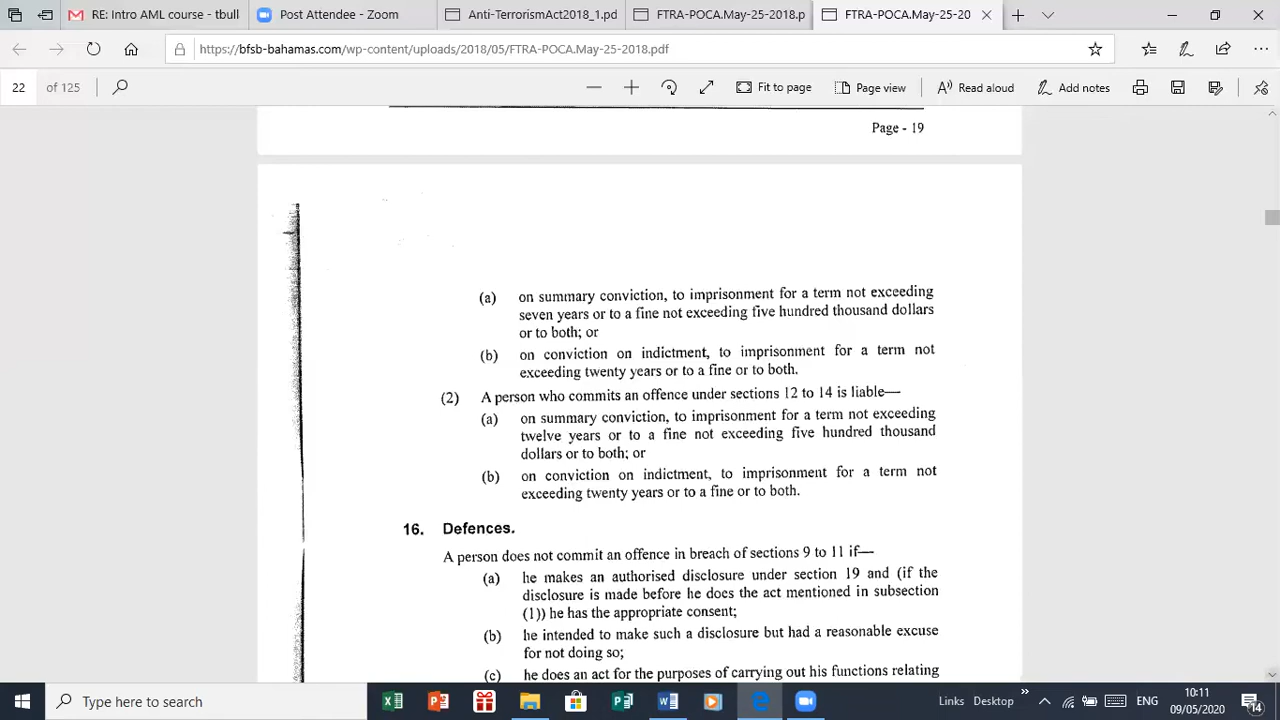 RE: Intro AML course - tbull
Post Attendee - Zoom
Anti-TerrorismAct2018_1.pd
FTRA-POCA.May-25-2018.p
FTRA-POCA.May-25-20
https://bfsb-bahamas.com/wp-content/uploads/2018/05/FTRA-POCA.May-25-2018.pdf
22 of 125
Fit to page
Page view
Read aloud
Add notes
Page - 19
(a) on summary conviction, to imprisonment for a term not exceeding
seven years or to a fine not exceeding five hundred thousand dollars
or to both; or
(b) on conviction on indictment, to imprisonment for a term not
exceeding twenty years or to a fine or to both.
(2) A person who commits an offence under sections 12 to 14 is liable—
(a) on summary conviction, to imprisonment for a term not exceeding
twelve years or to a fine not exceeding five hundred thousand
dollars or to both; or
(b) on conviction on indictment, to imprisonment for a term not
exceeding twenty years or to a fine or to both.
16. Defences.
A person does not commit an offence in breach of sections 9 to 11 if—
(a) he makes an authorised disclosure under section 19 and (if the
disclosure is made before he does the act mentioned in subsection
(1)) he has the appropriate consent;
(b) he intended to make such a disclosure but had a reasonable excuse
for not doing so;
(c) he does an act for the purposes of carrying out his functions relating
Type here to search
Links
Desktop
ENG
10:11
09/05/2020
14